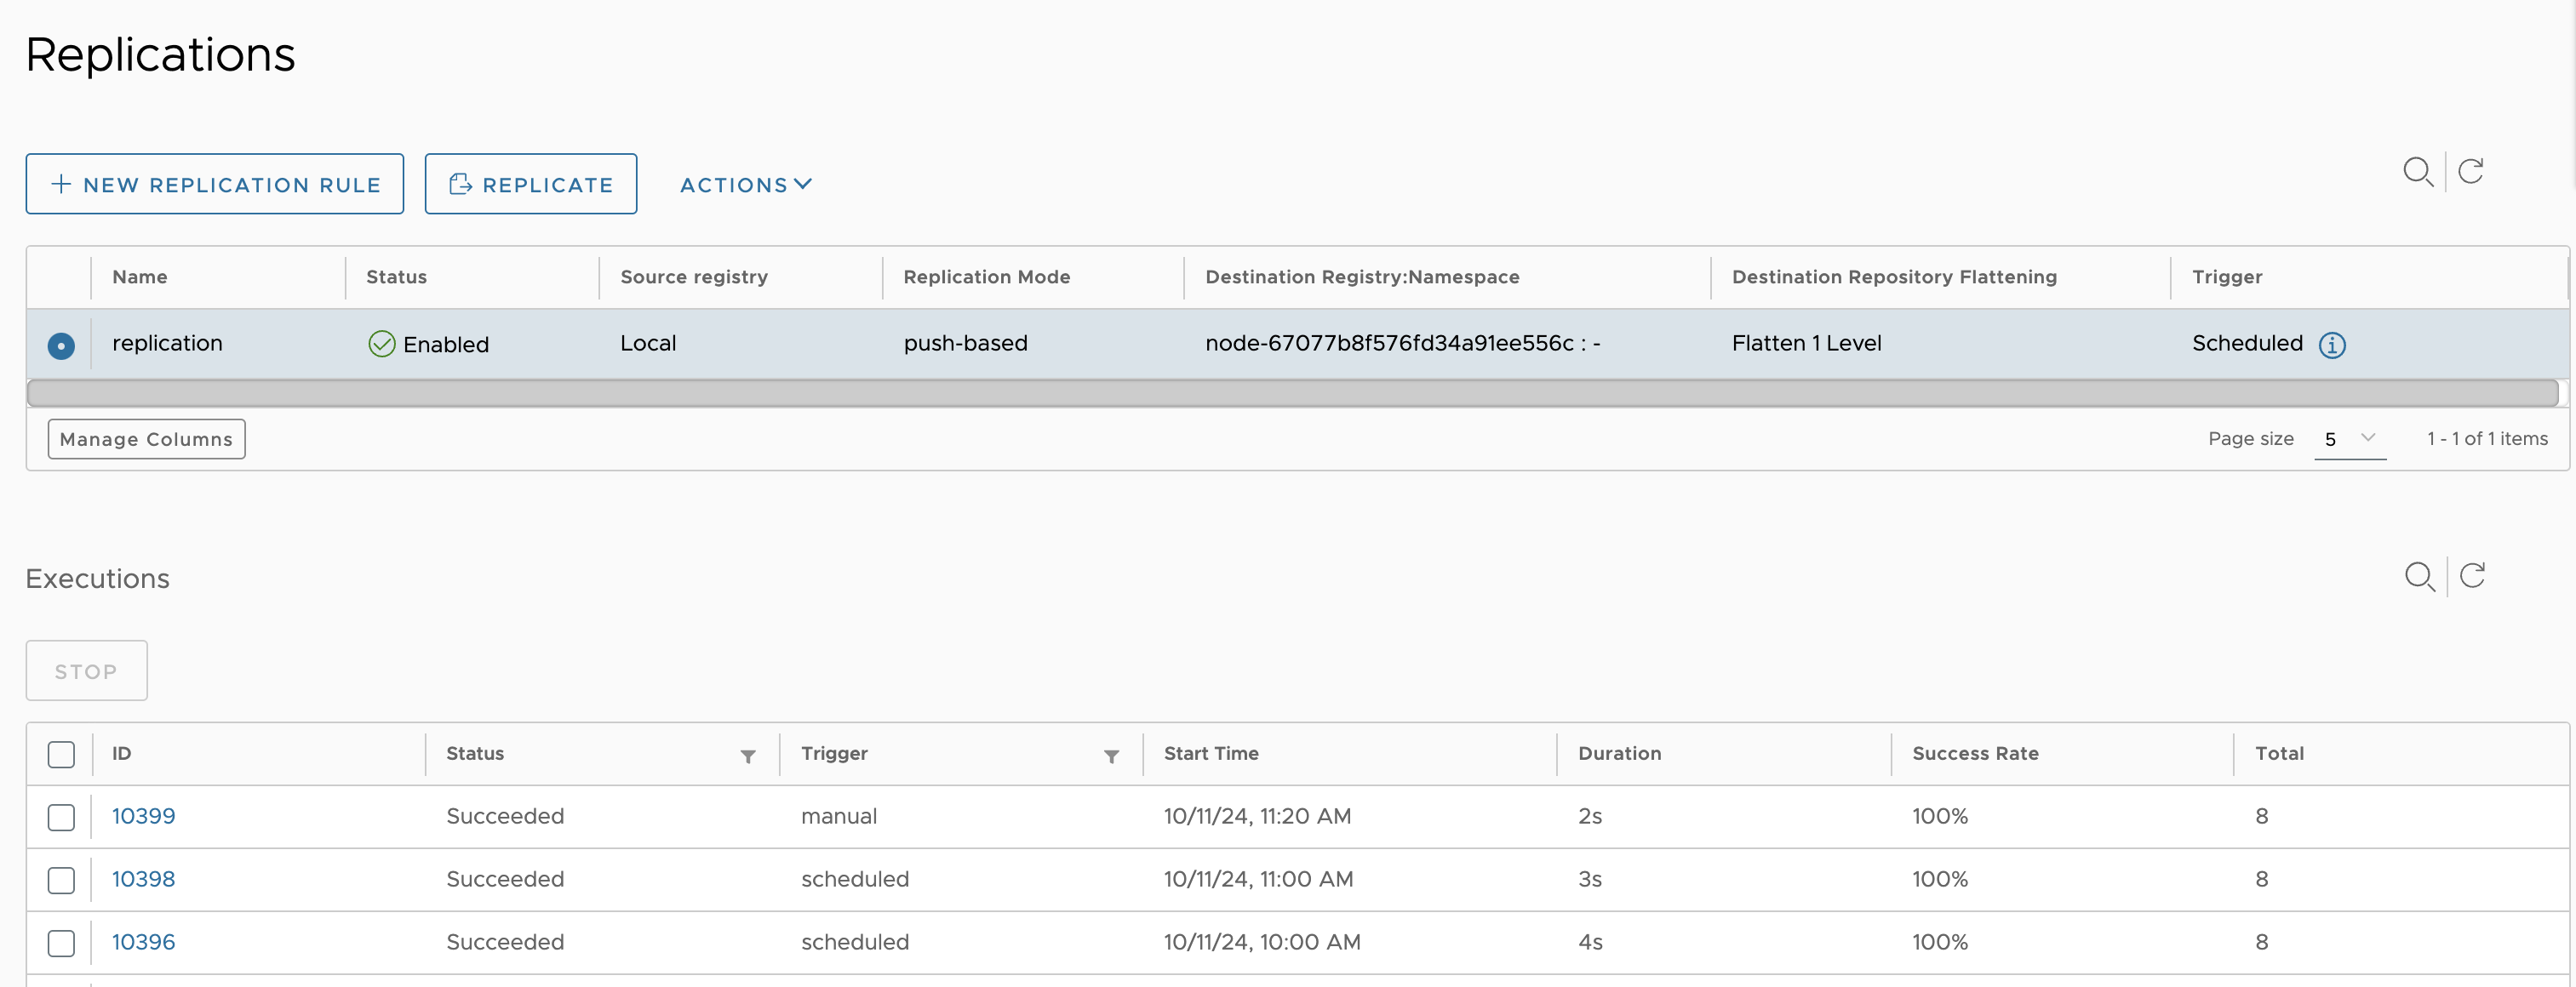 Replications
NEW REPLICATION RULE REPLICATE ACTIONS
Name Status Source registry Replication Mode Destination Registry:Namespace Destination Repository Flattening Trigger
replication Enabled Local push-based node-67077b8f576fd34a91ee556c : - Flatten 1 Level Scheduled
Manage Columns Page size 5 1 - 1 of 1 items
Executions
STOP
ID Status Trigger Start Time Duration Success Rate Total
10399 Succeeded manual 10/11/24, 11:20 AM 2s 100% 8
10398 Succeeded scheduled 10/11/24, 11:00 AM 3s 100% 8
10396 Succeeded scheduled 10/11/24, 10:00 AM 4s 100% 8